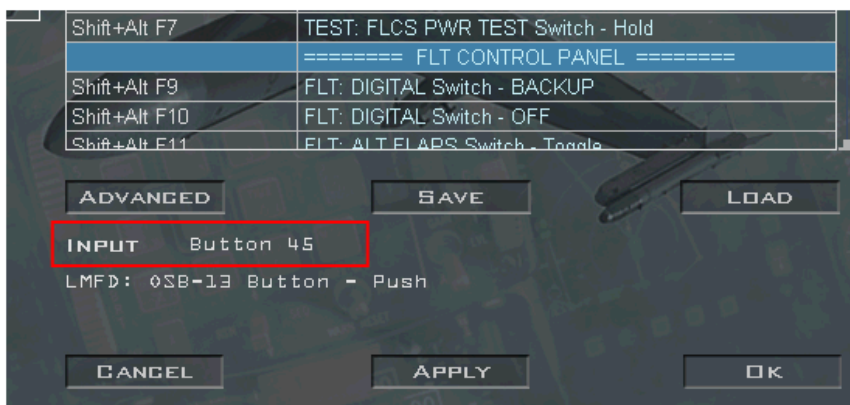 Shift+Alt F7 TEST: FLCS PWR TEST Switch - Hold
======== FLT CONTROL PANEL ========
Shift+Alt F9 FLT: DIGITAL Switch - BACKUP
Shift+Alt F10 FLT: DIGITAL Switch - OFF
Shift+Alt F11 FLT: ALT FLAPS Switch - Toggle
ADVANCED SAVE LOAD
INPUT Button 45
LMFD: OSB-13 Button - Push
CANCEL APPLY OK